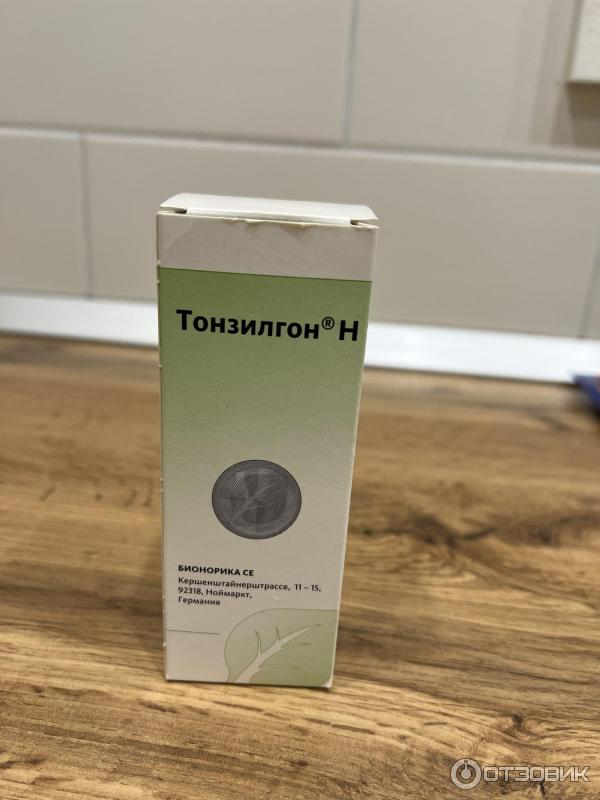 Тонзилгон® Н
БИОНОРИКА СЕ
Кершенштайнерштрассе, 11 – 15,
92318, Ноймаркт,
Германия
ОТЗОВИК